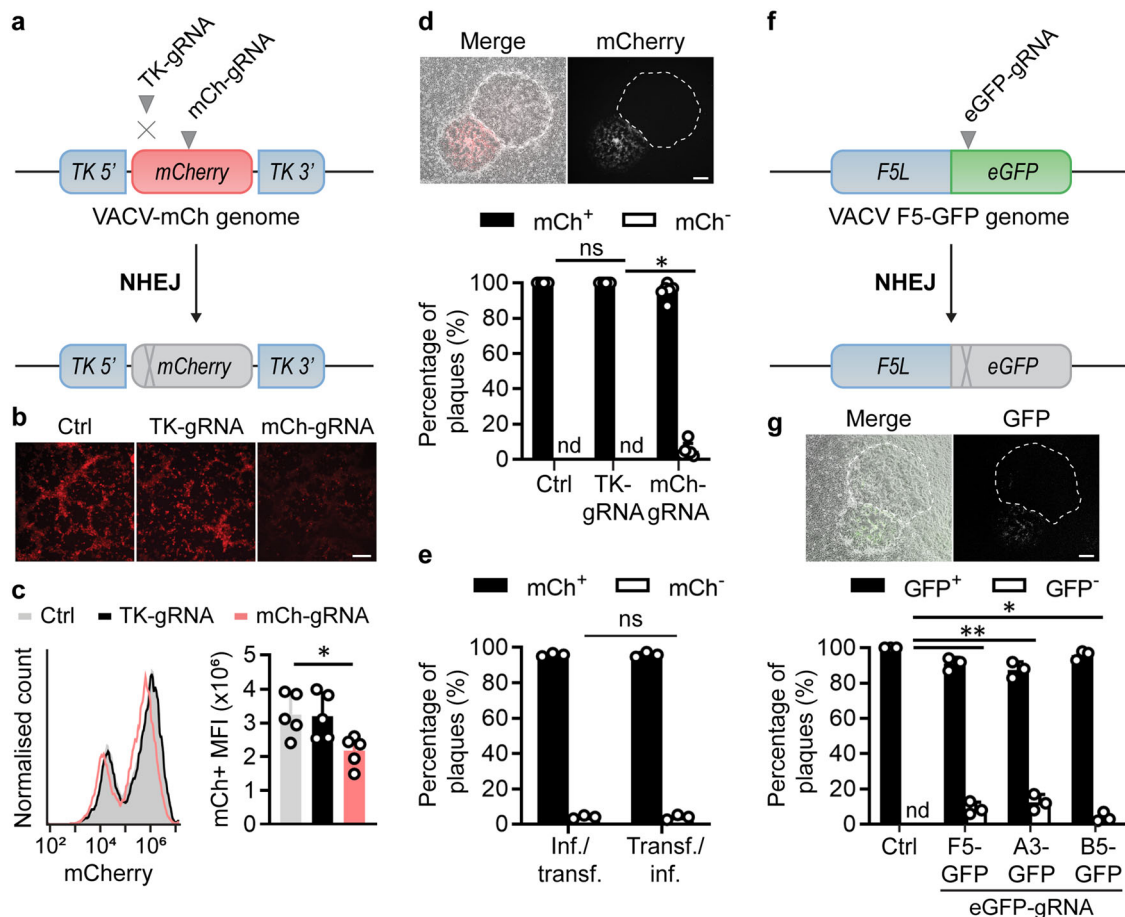 a
TK-gRNA
mCh-gRNA
TK 5’ mCherry TK 3’
VACV-mCh genome
NHEJ
TK 5’ mCherry TK 3’
b
Ctrl TK-gRNA mCh-gRNA
c
Ctrl TK-gRNA mCh-gRNA
Normalised count
10² 10⁴ 10⁶
mCherry
mCh+ MFI (x10⁶)
5
4
3
2
1
0
*
d
Merge mCherry
mCh⁺ mCh⁻
ns
*
Percentage of
plaques (%)
100
80
60
40
20
0
nd nd
Ctrl TK- mCh-
gRNA gRNA
e
mCh⁺ mCh⁻
ns
Percentage of
plaques (%)
100
80
60
40
20
0
Inf./ Transf./
transf. inf.
f
eGFP-gRNA
F5L eGFP
VACV F5-GFP genome
NHEJ
F5L eGFP
g
Merge GFP
GFP⁺ GFP⁻
*
**
Percentage of
plaques (%)
100
80
60
40
20
0
nd
Ctrl F5- A3- B5-
GFP GFP GFP
eGFP-gRNA